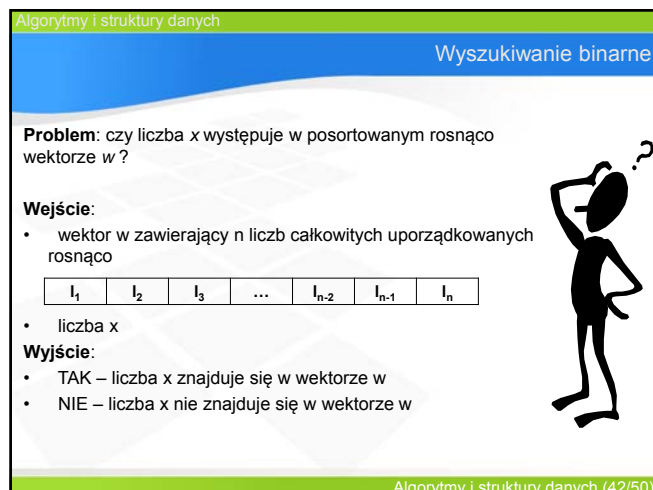 Algorytmy i struktury danych
Wyszukiwanie binarne
Problem: czy liczba x występuje w posortowanym rosnąco
wektorze w ?
Wejście:
• wektor w zawierający n liczb całkowitych uporządkowanych
rosnąco
l₁ l₂ l₃ … lₙ₋₂ lₙ₋₁ lₙ
• liczba x
Wyjście:
• TAK – liczba x znajduje się w wektorze w
• NIE – liczba x nie znajduje się w wektorze w
?
Algorytmy i struktury danych (42/50)